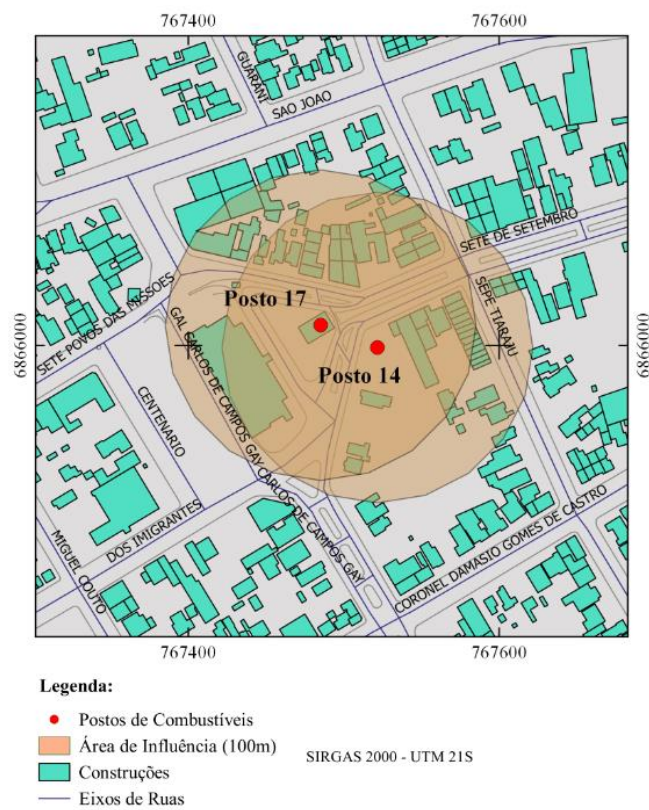 767400
767600
GUARANI
SAO JOAO
SETE DE SETEMBRO
SETE POVOS DAS MISSOES
Posto 17
SEPE TIARAJU
6866000
6866000
GAL CARLOS DE CAMPOS GAY
Posto 14
CENTENARIO
CARLOS DE CAMPOS GAY
DOS IMIGRANTES
CORONEL DAMASIO GOMES DE CASTRO
MIGUEL COUTO
767400
767600
Legenda:
Postos de Combustíveis
Área de Influência (100m)
SIRGAS 2000 - UTM 21S
Construções
Eixos de Ruas